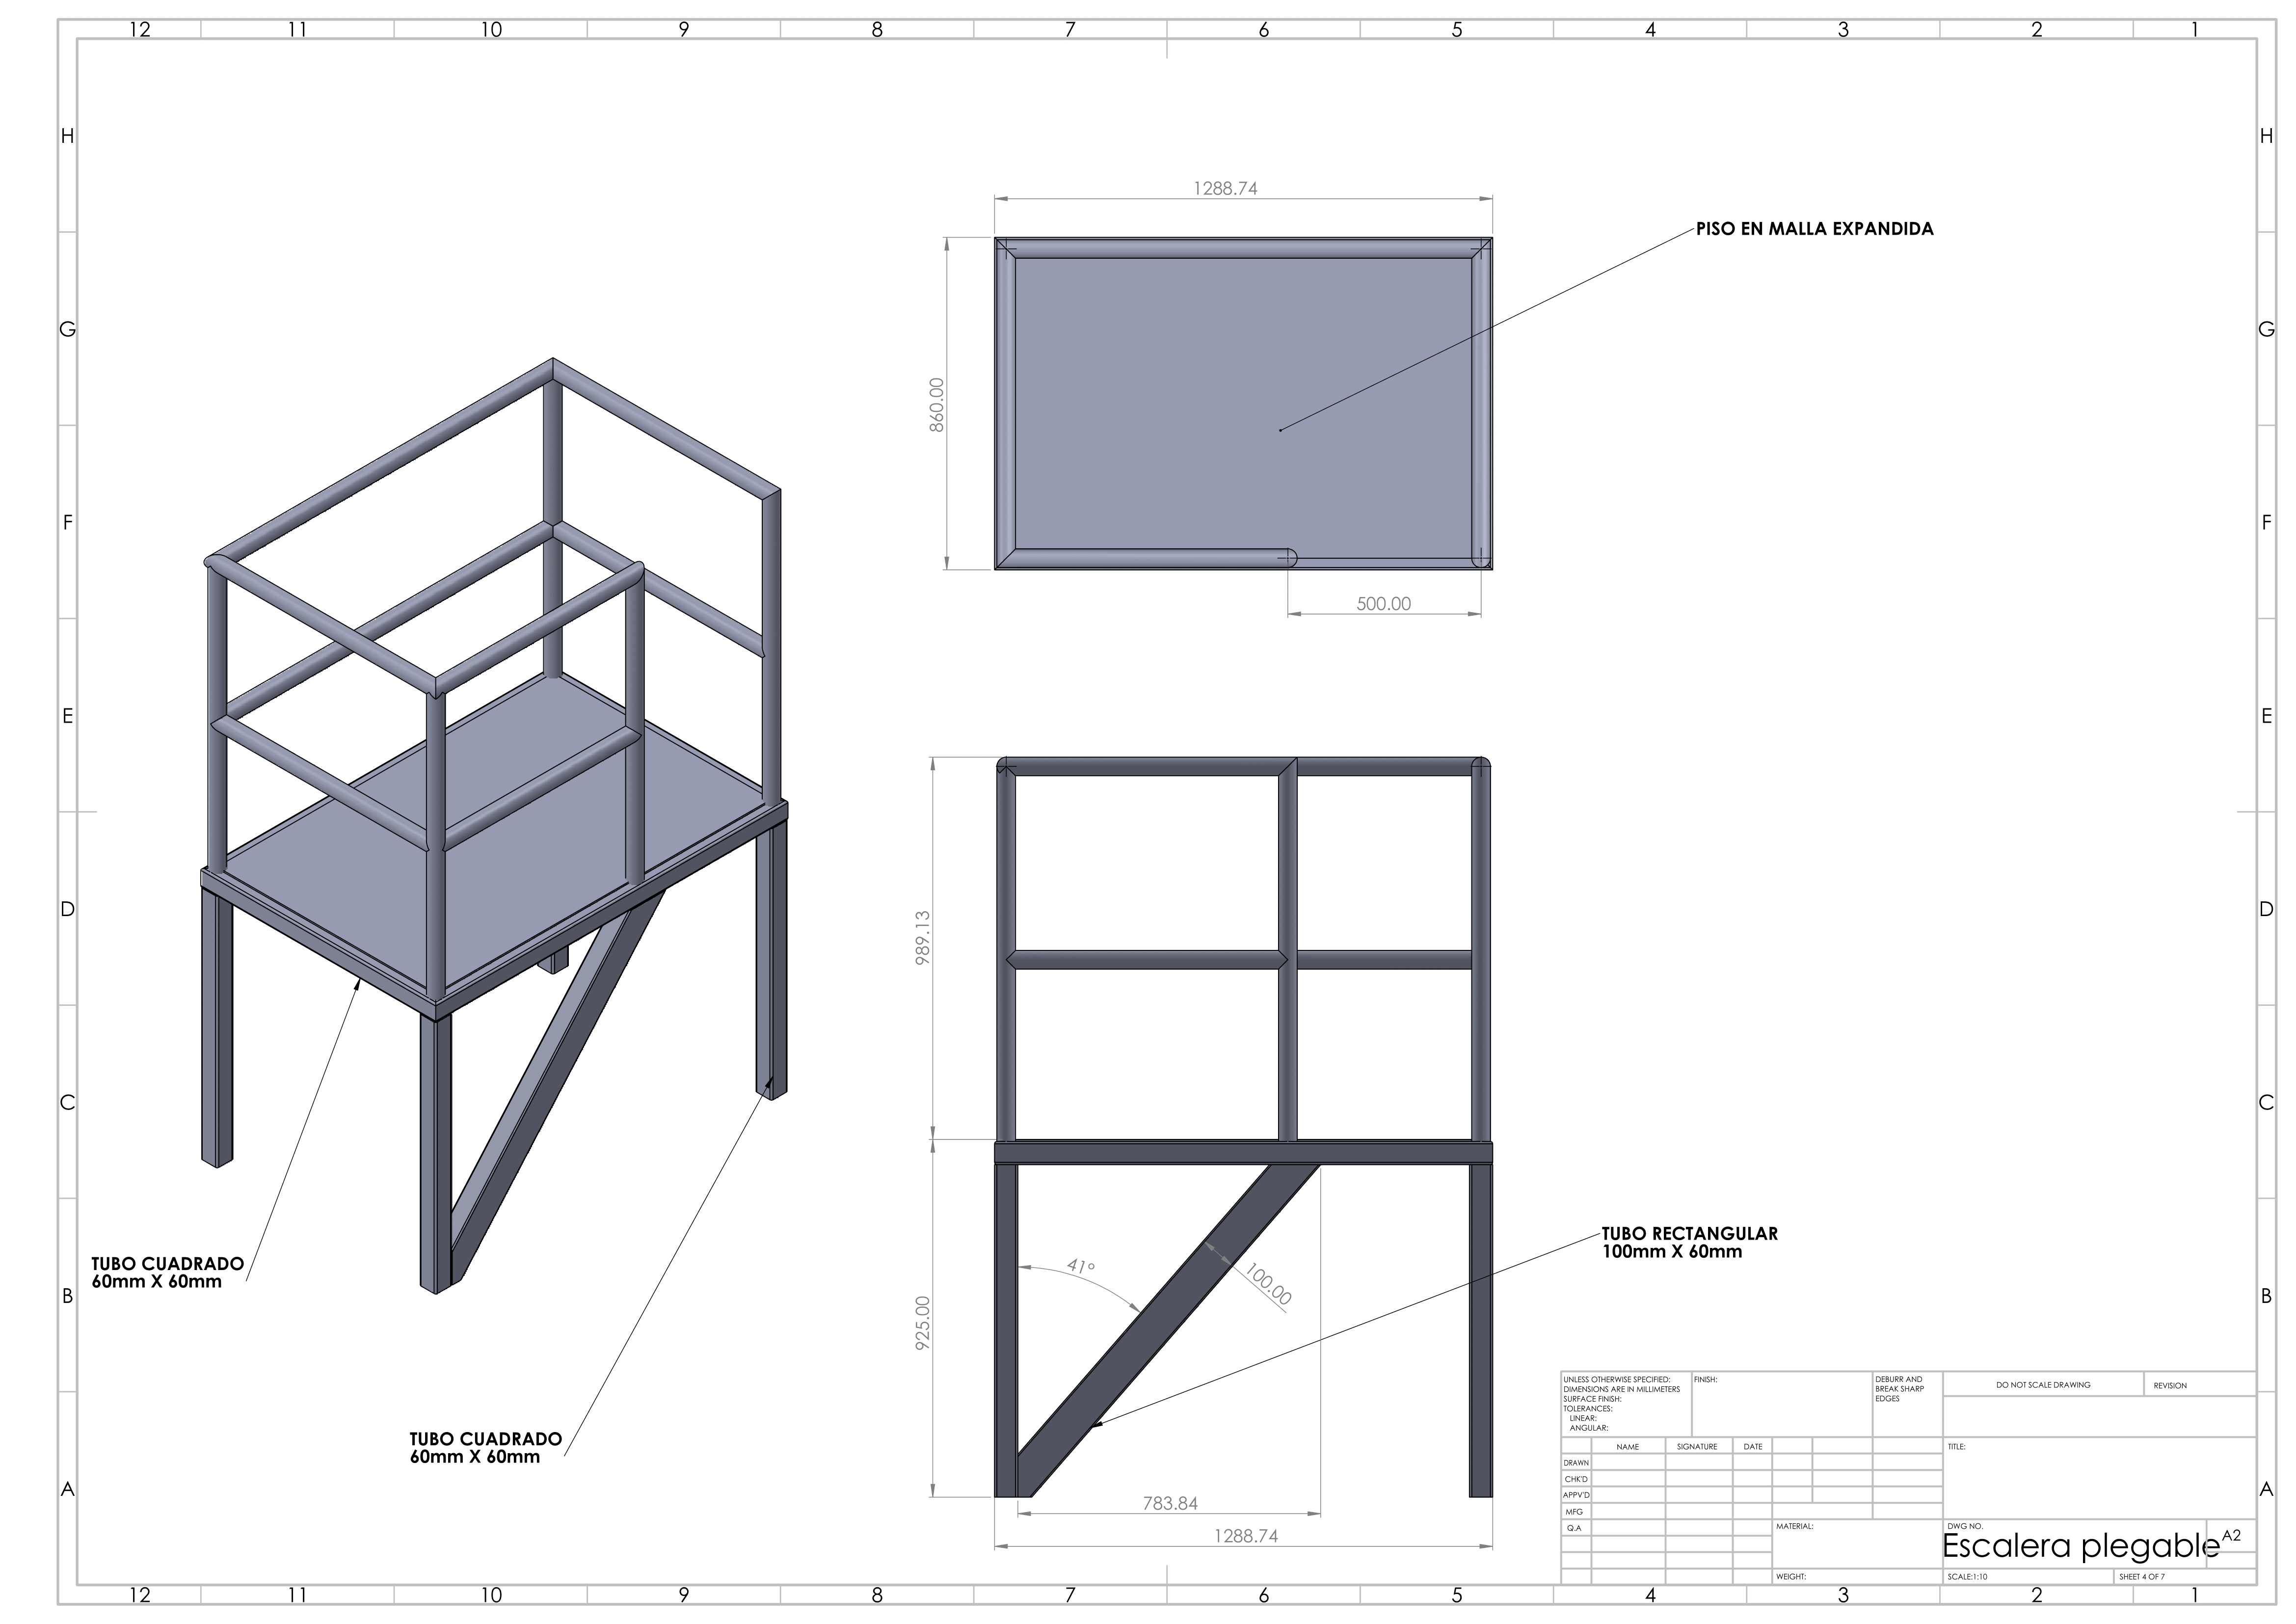 12 11 10 9 8 7 6 5 4 3 2 1
H H
1288.74
PISO EN MALLA EXPANDIDA
G G
860.00
F F
500.00
E E
989.13
D D
C C
TUBO RECTANGULAR
100mm X 60mm
TUBO CUADRADO
60mm X 60mm
41°
100.00
B B
925.00
TUBO CUADRADO
60mm X 60mm
A A
783.84
1288.74
UNLESS OTHERWISE SPECIFIED:
DIMENSIONS ARE IN MILLIMETERS
SURFACE FINISH:
TOLERANCES:
LINEAR:
ANGULAR:
FINISH:
DEBURR AND
BREAK SHARP
EDGES
DO NOT SCALE DRAWING
REVISION
NAME SIGNATURE DATE
TITLE:
DRAWN
CHK'D
APPV'D
MFG
Q.A
MATERIAL:
DWG NO.
Escalera plegable
A2
WEIGHT:
SCALE:1:10
SHEET 4 OF 7
12 11 10 9 8 7 6 5 4 3 2 1